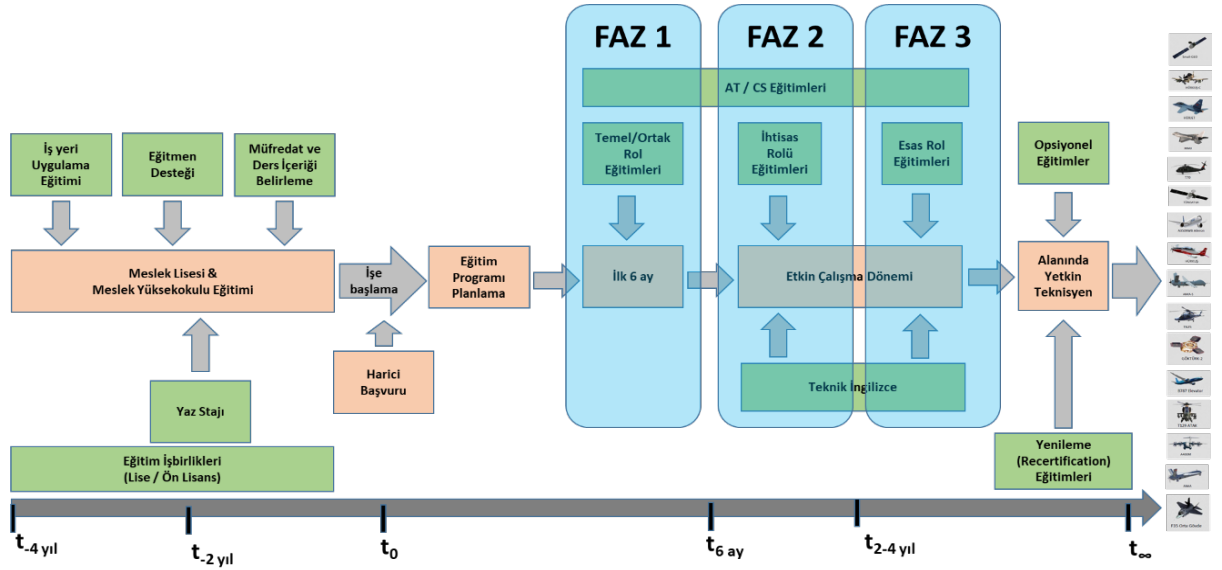 FAZ 1
FAZ 2
FAZ 3
AT / CS Eğitimleri
İş yeri
Uygulama
Eğitimi
Eğitmen
Desteği
Müfredat ve
Ders İçeriği
Belirleme
Temel/Ortak
Rol
Eğitimleri
İhtisas
Rolü
Eğitimleri
Esas Rol
Eğitimleri
Opsiyonel
Eğitimler
Meslek Lisesi &
Meslek Yüksekokulu Eğitimi
İşe
başlama
Eğitim
Programı
Planlama
İlk 6 ay
Etkin Çalışma Dönemi
Alanında
Yetkin
Teknisyen
Harici
Başvuru
Teknik İngilizce
Yaz Stajı
Eğitim İşbirlikleri
(Lise / Ön Lisans)
Yenileme
(Recertification)
Eğitimleri
t-4 yıl
t-2 yıl
t0
t6 ay
t2-4 yıl
t∞